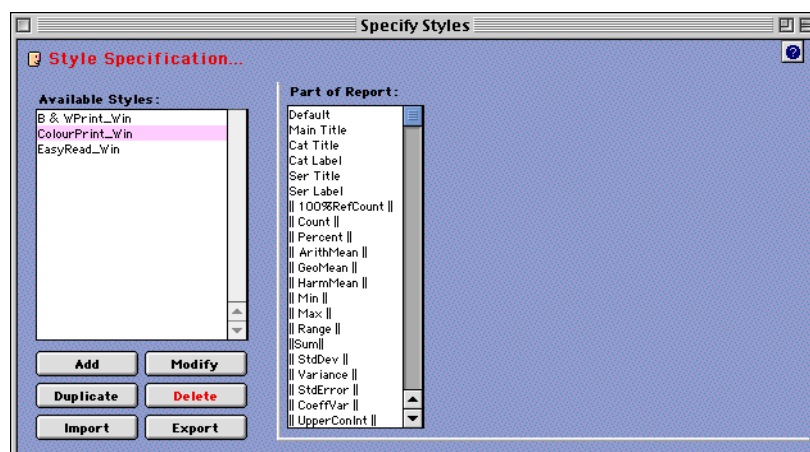 Specify Styles
Style Specification...
Available Styles:
B & WPrint_Win
ColourPrint_Win
EasyRead_Win
Add
Modify
Duplicate
Delete
Import
Export
Part of Report:
Default
Main Title
Cat Title
Cat Label
Ser Title
Ser Label
|| 100%RefCount ||
|| Count ||
|| Percent ||
|| ArithMean ||
|| GeoMean ||
|| HarmMean ||
|| Min ||
|| Max ||
|| Range ||
||Sum||
|| StdDev ||
|| Variance ||
|| StdError ||
|| CoeffVar ||
|| UpperConInt ||
?